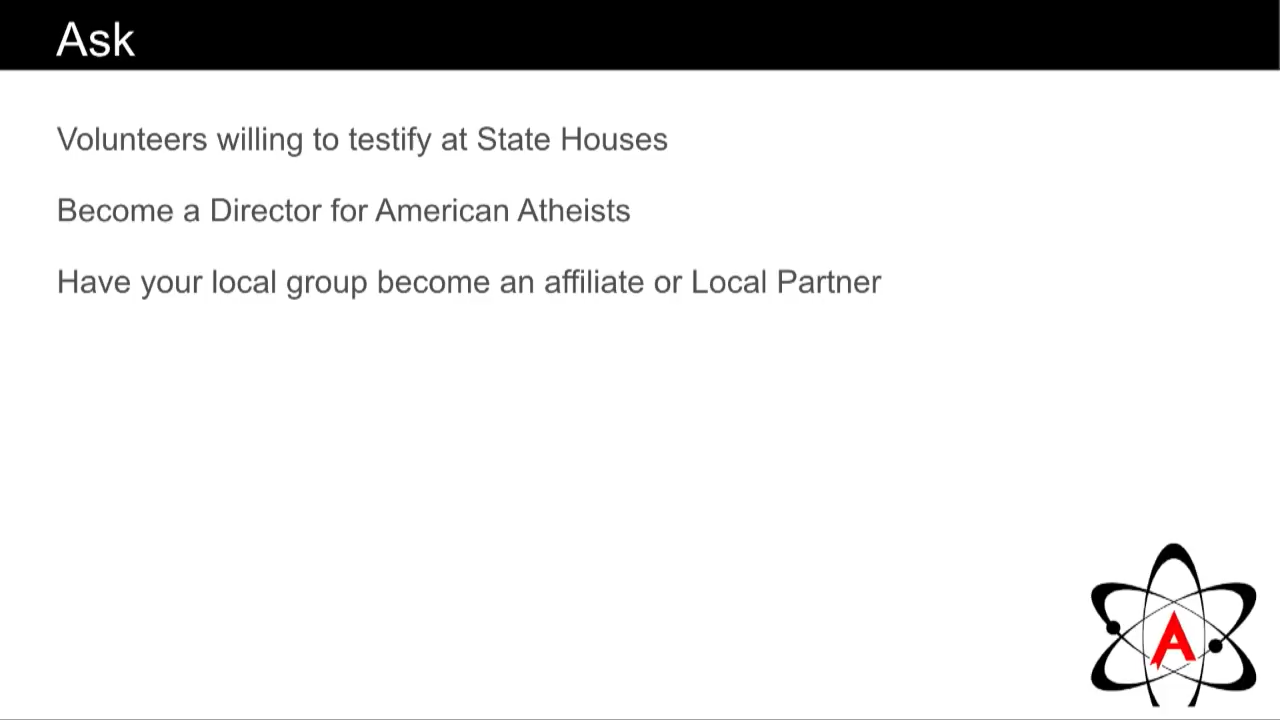 Ask
Volunteers willing to testify at State Houses
Become a Director for American Atheists
Have your local group become an affiliate or Local Partner
A